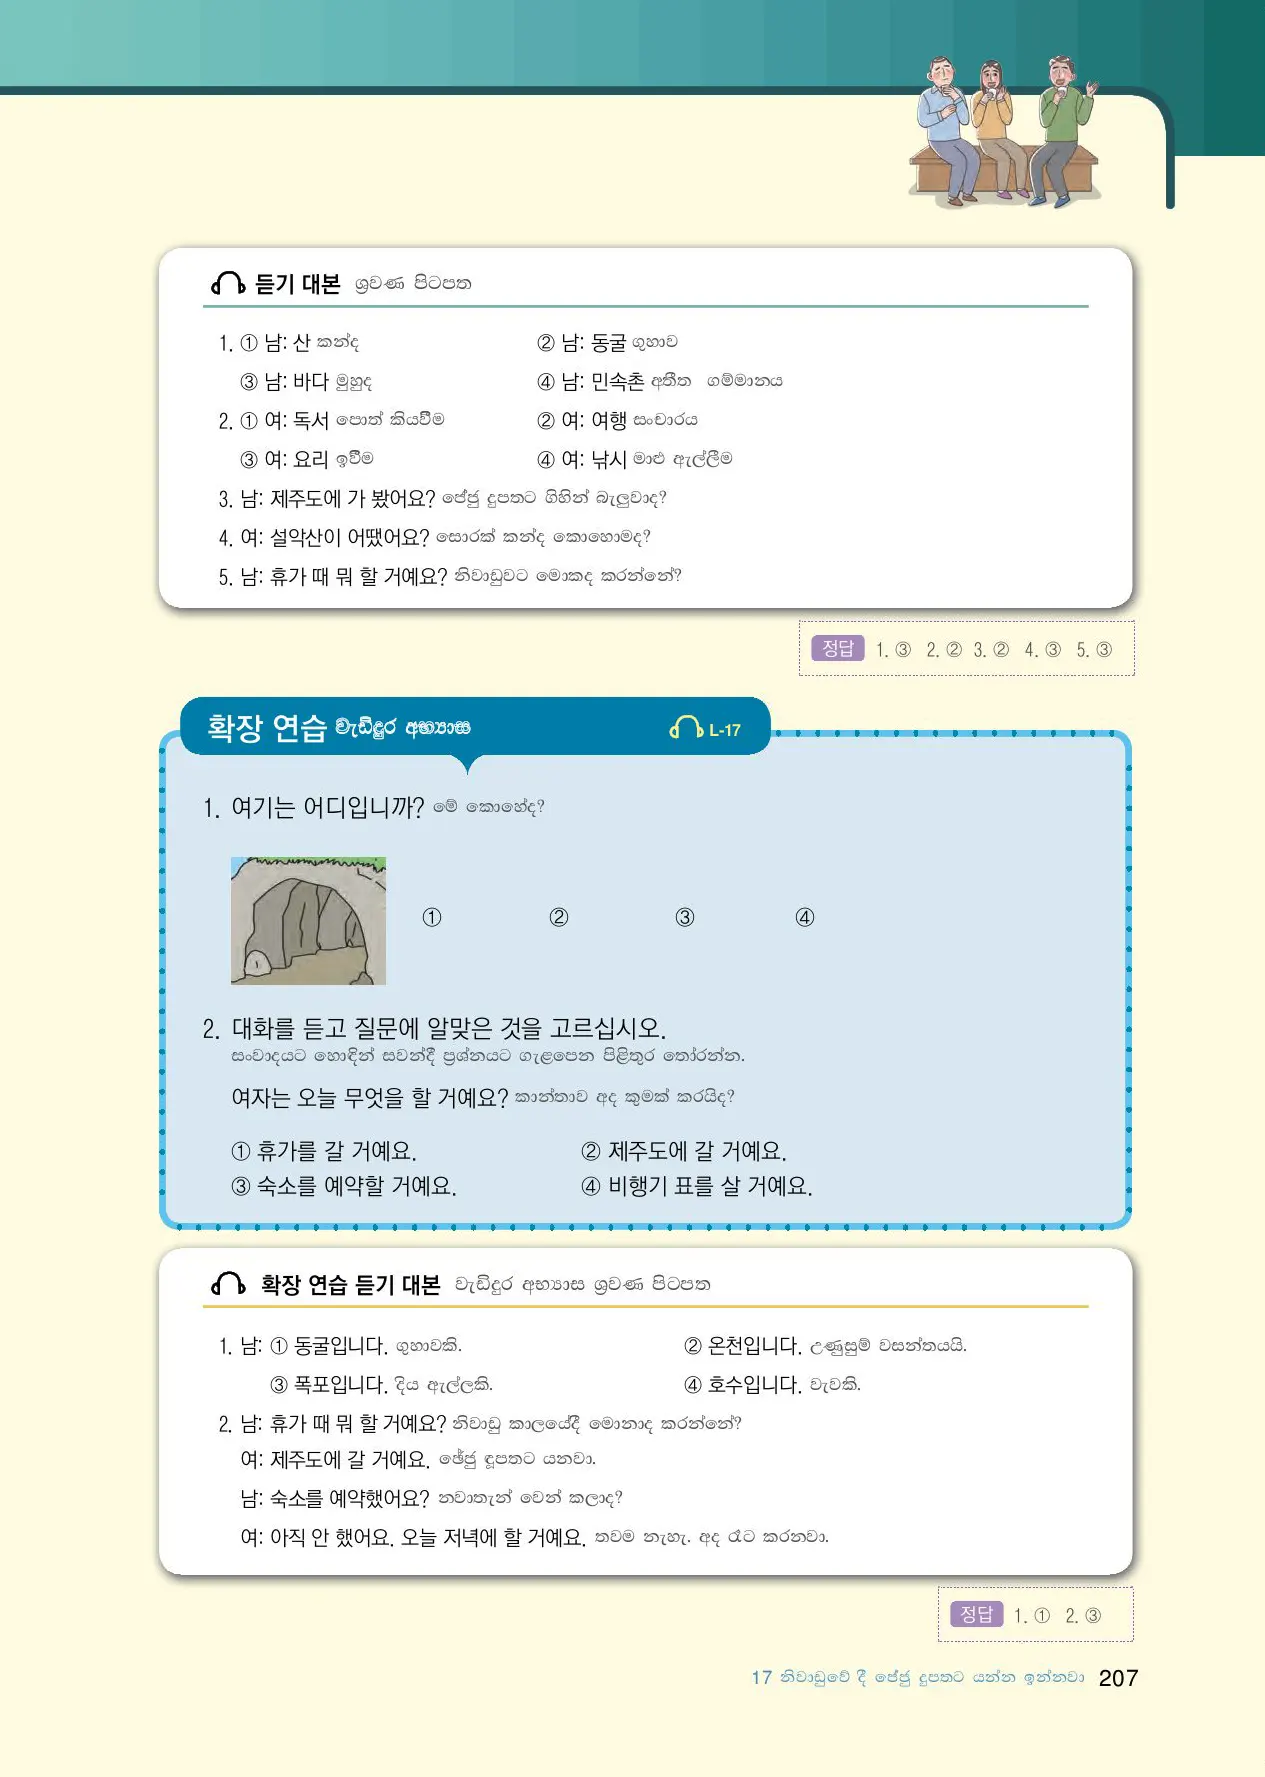 듣기 대본 ශ්‍රවණ පිටපත
1. ① 남: 산 කන්ද ② 남: 동굴 ගුහාව
③ 남: 바다 මුහුද ④ 남: 민속촌 අතීත ගම්මානය
2. ① 여: 독서 පොත් කියවීම ② 여: 여행 සංචාරය
③ 여: 요리 ඉවීම ④ 여: 낚시 මාළු ඇල්ලීම
3. 남: 제주도에 가 봤어요? ජේජු දුපතට ගිහින් බැලුවාද?
4. 여: 설악산이 어땠어요? සොරක් කන්ද කොහොමද?
5. 남: 휴가 때 뭐 할 거예요? නිවාඩුවට මොකද කරන්නේ?
정답 1. ③ 2. ② 3. ② 4. ③ 5. ③
확장 연습 වැඩිදුර අභ්‍යාස L-17
1. 여기는 어디입니까? මේ කොහේද?
① ② ③ ④
2. 대화를 듣고 질문에 알맞은 것을 고르십시오.
සංවාදයට හොඳින් සවන්දී ප්‍රශ්නයට ගැළපෙන පිළිතුර තෝරන්න.
여자는 오늘 무엇을 할 거예요? කාන්තාව අද කුමක් කරයිද?
① 휴가를 갈 거예요. ② 제주도에 갈 거예요.
③ 숙소를 예약할 거예요. ④ 비행기 표를 살 거예요.
확장 연습 듣기 대본 වැඩිදුර අභ්‍යාස ශ්‍රවණ පිටපත
1. 남: ① 동굴입니다. ගුහාවකි. ② 온천입니다. උණුසුම් වසන්තයයි.
③ 폭포입니다. දිය ඇල්ලකි. ④ 호수입니다. වැවකි.
2. 남: 휴가 때 뭐 할 거예요? නිවාඩු කාලයේදී මොනාද කරන්නේ?
여: 제주도에 갈 거예요. ඡේජු ඳූපතට යනවා.
남: 숙소를 예약했어요? නවාතැන් වෙන් කලාද?
여: 아직 안 했어요. 오늘 저녁에 할 거예요. තවම නැහැ. අද රෑට කරනවා.
정답 1. ① 2. ③
17 නිවාඩුවේ දී ජේජු දුපතට යන්න ඉන්නවා 207